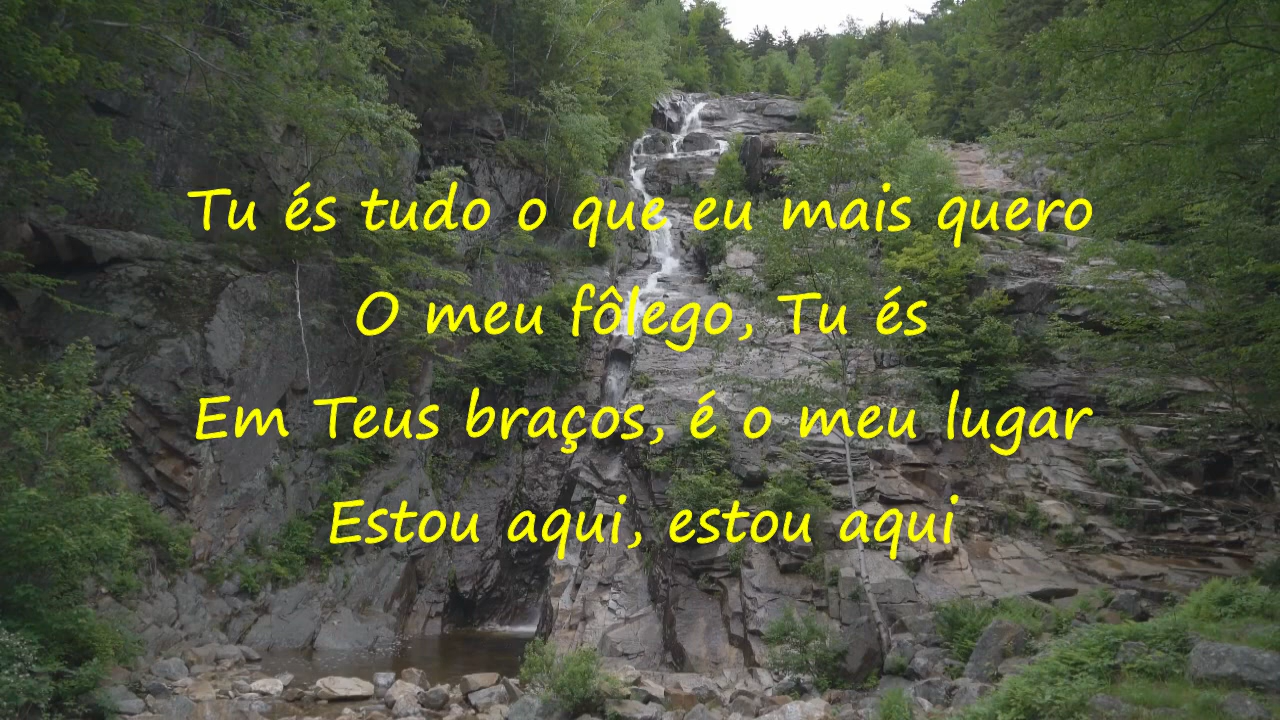 Tu és tudo o que eu mais quero
O meu fôlego, Tu és
Em Teus braços, é o meu lugar
Estou aqui, estou aqui